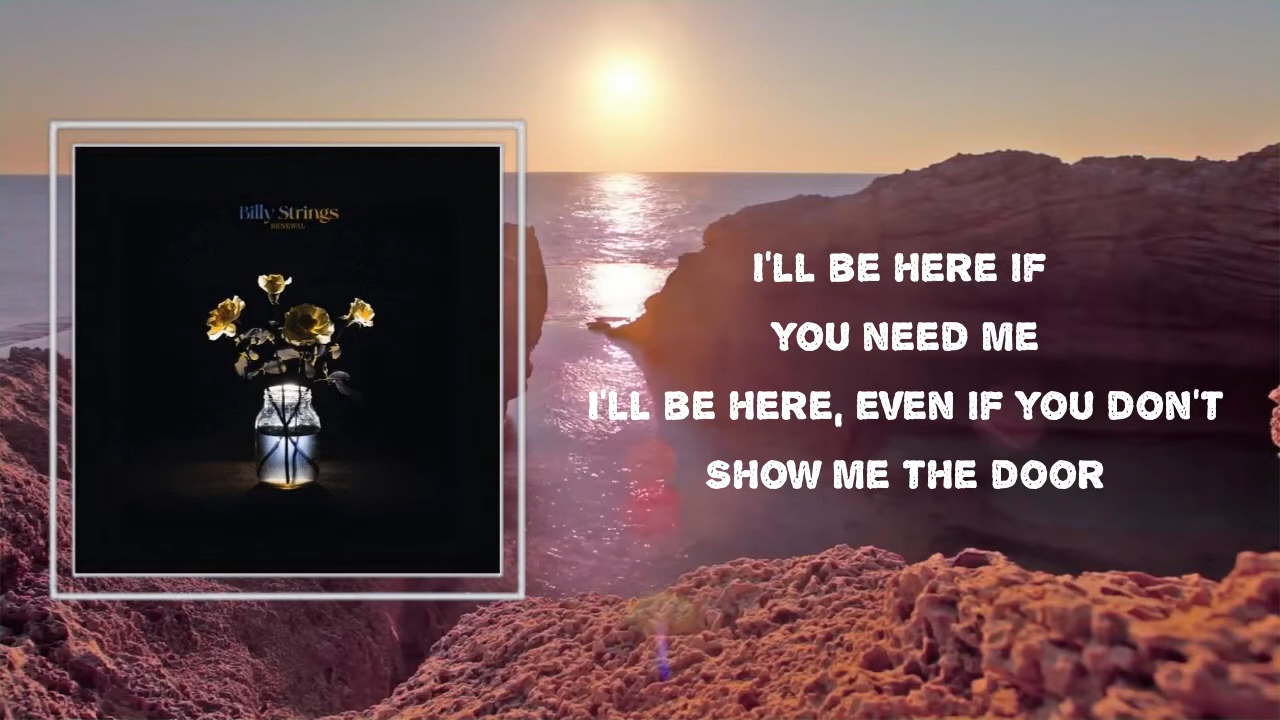 Billy Strings
RENEWAL
I'LL BE HERE IF
YOU NEED ME
I'LL BE HERE, EVEN IF YOU DON'T
SHOW ME THE DOOR